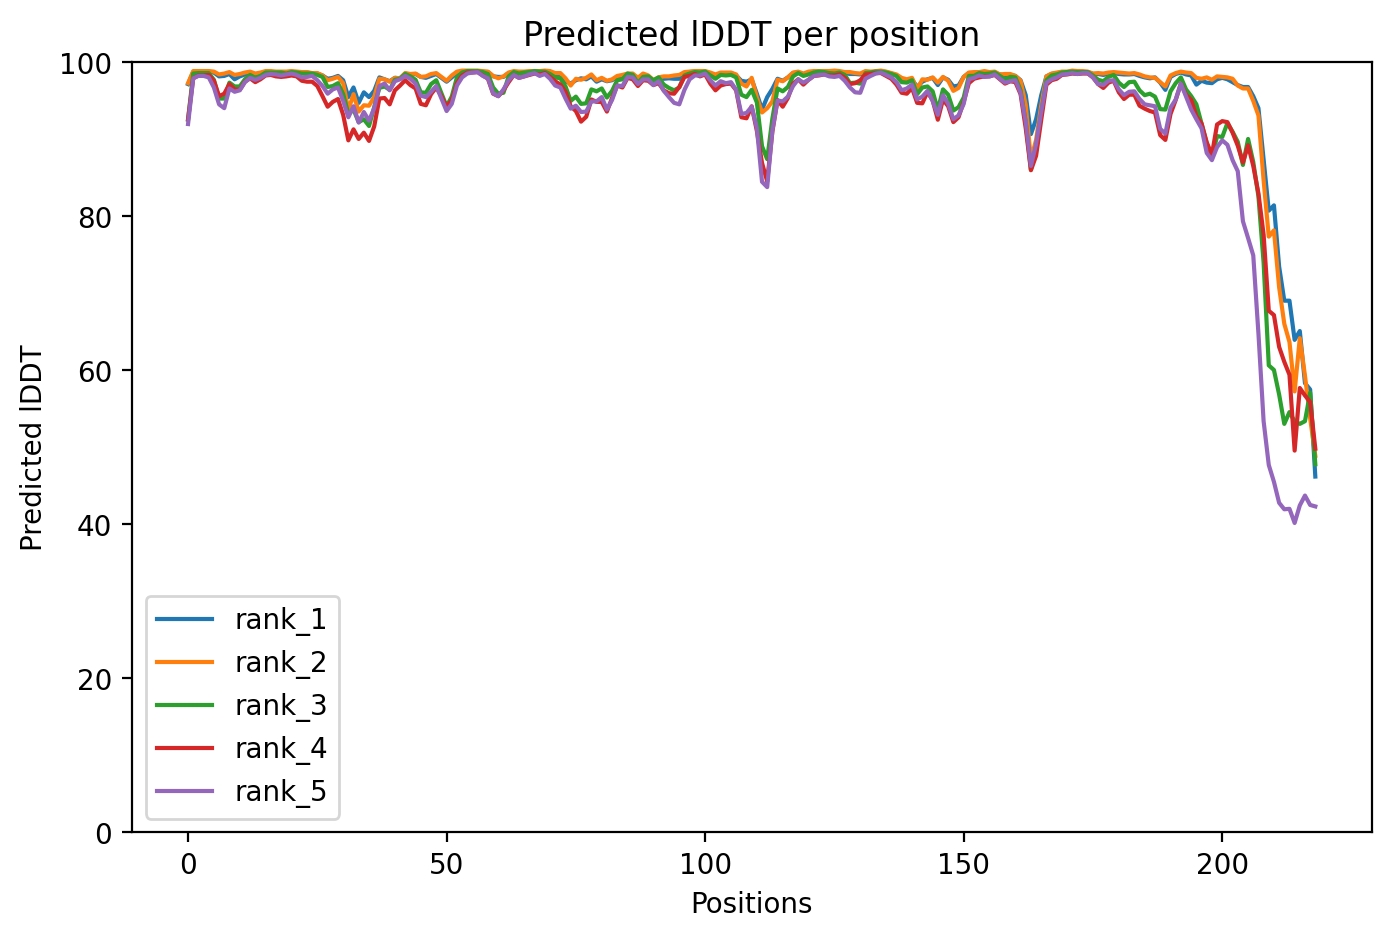 Predicted lDDT per position
Predicted lDDT
100
80
60
40
20
0
rank_1
rank_2
rank_3
rank_4
rank_5
0 50 100 150 200
Positions